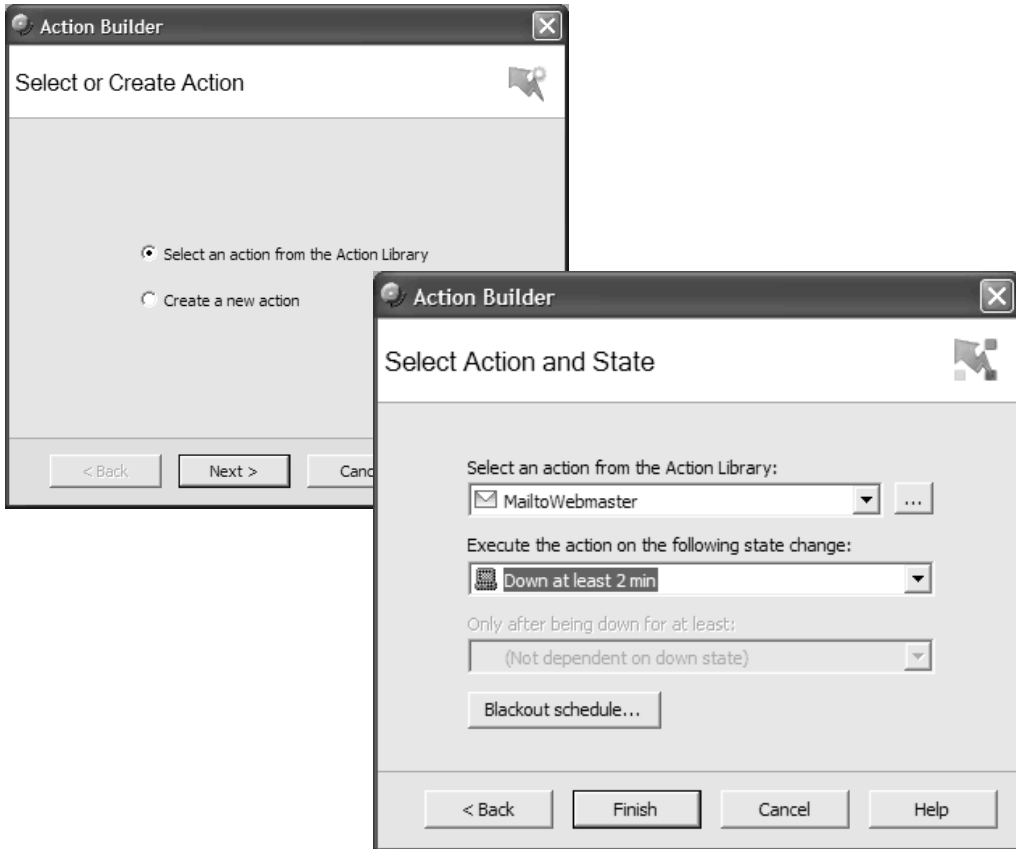 Action Builder
Select or Create Action
Select an action from the Action Library
Create a new action
< Back
Next >
Canc
Action Builder
Select Action and State
Select an action from the Action Library:
MailtoWebmaster
...
Execute the action on the following state change:
Down at least 2 min
Only after being down for at least:
(Not dependent on down state)
Blackout schedule...
< Back
Finish
Cancel
Help